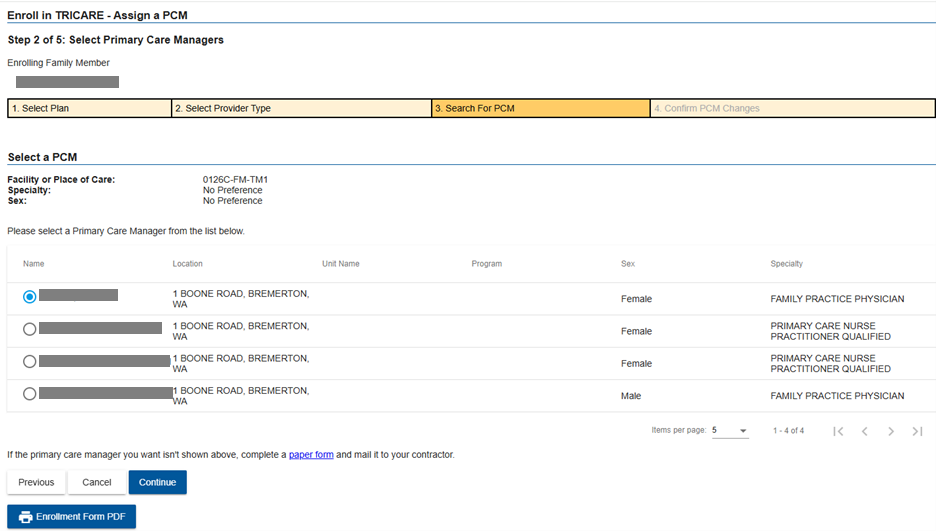 Enroll in TRICARE - Assign a PCM
Step 2 of 5: Select Primary Care Managers
Enrolling Family Member
1. Select Plan
2. Select Provider Type
3. Search For PCM
4. Confirm PCM Changes
Select a PCM
Facility or Place of Care: 0126C-FM-TM1
Specialty: No Preference
Sex: No Preference
Please select a Primary Care Manager from the list below.
Name Location Unit Name Program Sex Specialty
1 BOONE ROAD, BREMERTON,
WA
Female FAMILY PRACTICE PHYSICIAN
1 BOONE ROAD, BREMERTON,
WA
Female
PRIMARY CARE NURSE
PRACTITIONER QUALIFIED
1 BOONE ROAD, BREMERTON,
WA
Female
PRIMARY CARE NURSE
PRACTITIONER QUALIFIED
1 BOONE ROAD, BREMERTON,
WA
Male FAMILY PRACTICE PHYSICIAN
Items per page: 5 1 - 4 of 4
If the primary care manager you want isn't shown above, complete a paper form and mail it to your contractor.
Previous Cancel Continue
Enrollment Form PDF